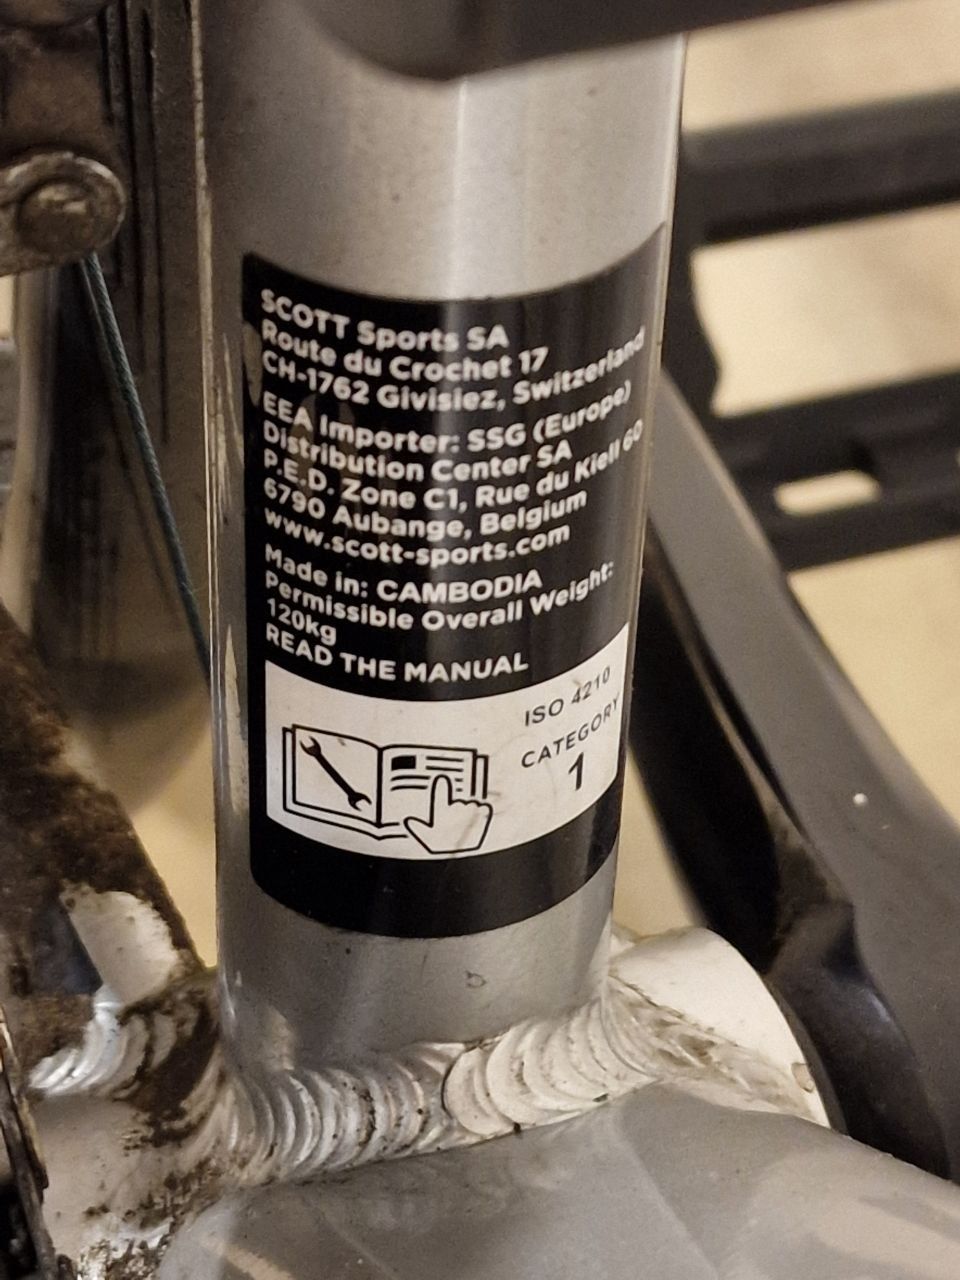 SCOTT Sports SA
Route du Crochet 17
CH-1762 Givisiez, Switzerland
EEA Importer: SSG (Europe)
Distribution Center SA
P.E.D. Zone C1, Rue du Kiell 60
6790 Aubange, Belgium
www.scott-sports.com
Made in: CAMBODIA
Permissible Overall Weight:
120kg
READ THE MANUAL
ISO 4210
CATEGORY
1